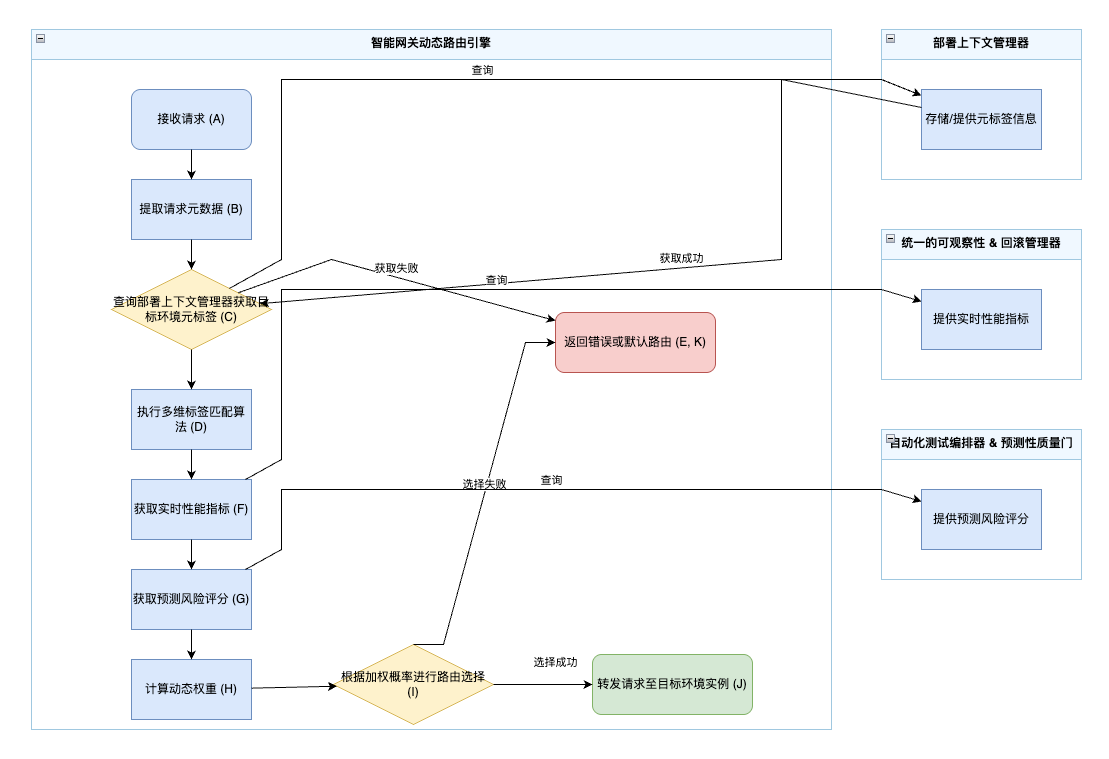 智能网关动态路由引擎
部署上下文管理器
查询
接收请求 (A)
存储/提供元标签信息
提取请求元数据 (B)
统一的可观察性 & 回滚管理器
获取成功
获取失败
查询
查询部署上下文管理器获取目
标环境元标签 (C)
提供实时性能指标
返回错误或默认路由 (E, K)
执行多维标签匹配算
法 (D)
自动化测试编排器 & 预测性质量门
选择失败
查询
获取实时性能指标 (F)
提供预测风险评分
获取预测风险评分 (G)
选择成功
计算动态权重 (H)
根据加权概率进行路由选择
(I)
转发请求至目标环境实例 (J)